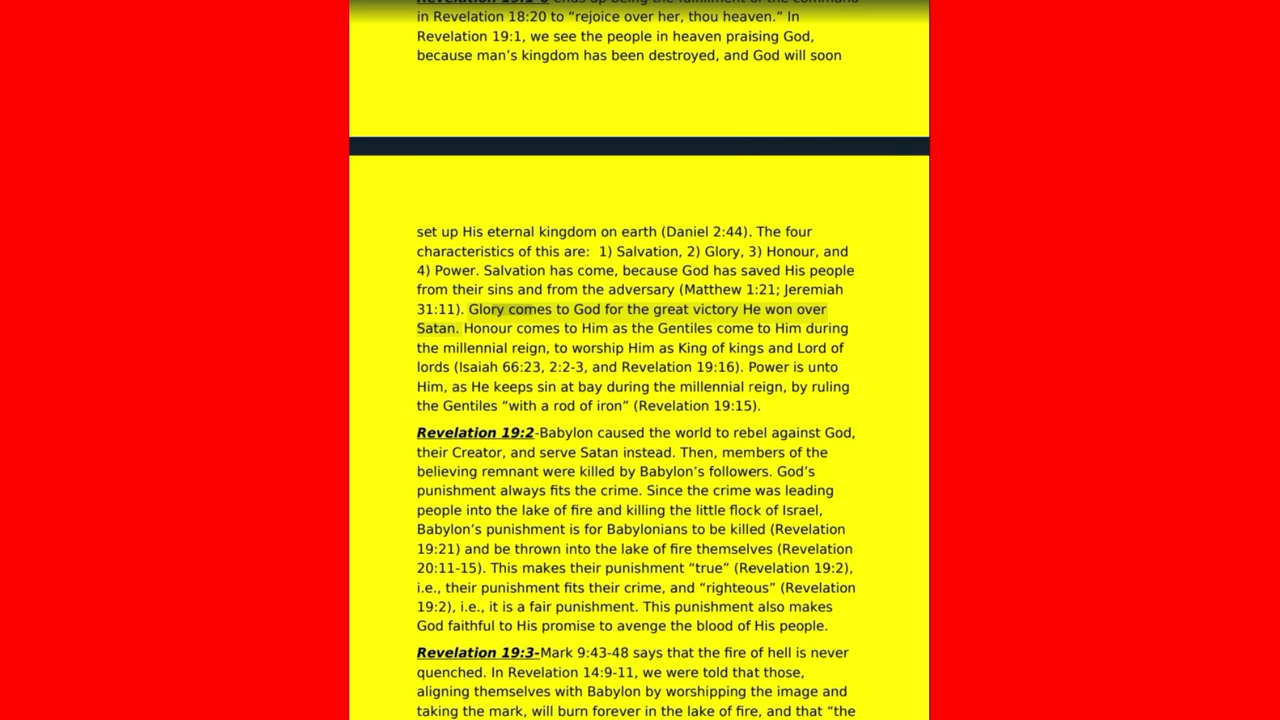 Revelation 19:1-6 ends up being the fulfillment of the command
in Revelation 18:20 to “rejoice over her, thou heaven.” In
Revelation 19:1, we see the people in heaven praising God,
because man’s kingdom has been destroyed, and God will soon
set up His eternal kingdom on earth (Daniel 2:44). The four
characteristics of this are:  1) Salvation, 2) Glory, 3) Honour, and
4) Power. Salvation has come, because God has saved His people
from their sins and from the adversary (Matthew 1:21; Jeremiah
31:11). Glory comes to God for the great victory He won over
Satan. Honour comes to Him as the Gentiles come to Him during
the millennial reign, to worship Him as King of kings and Lord of
lords (Isaiah 66:23, 2:2-3, and Revelation 19:16). Power is unto
Him, as He keeps sin at bay during the millennial reign, by ruling
the Gentiles “with a rod of iron” (Revelation 19:15).
Revelation 19:2-Babylon caused the world to rebel against God,
their Creator, and serve Satan instead. Then, members of the
believing remnant were killed by Babylon’s followers. God’s
punishment always fits the crime. Since the crime was leading
people into the lake of fire and killing the little flock of Israel,
Babylon’s punishment is for Babylonians to be killed (Revelation
19:21) and be thrown into the lake of fire themselves (Revelation
20:11-15). This makes their punishment “true” (Revelation 19:2),
i.e., their punishment fits their crime, and “righteous” (Revelation
19:2), i.e., it is a fair punishment. This punishment also makes
God faithful to His promise to avenge the blood of His people.
Revelation 19:3-Mark 9:43-48 says that the fire of hell is never
quenched. In Revelation 14:9-11, we were told that those,
aligning themselves with Babylon by worshipping the image and
taking the mark, will burn forever in the lake of fire, and that “the